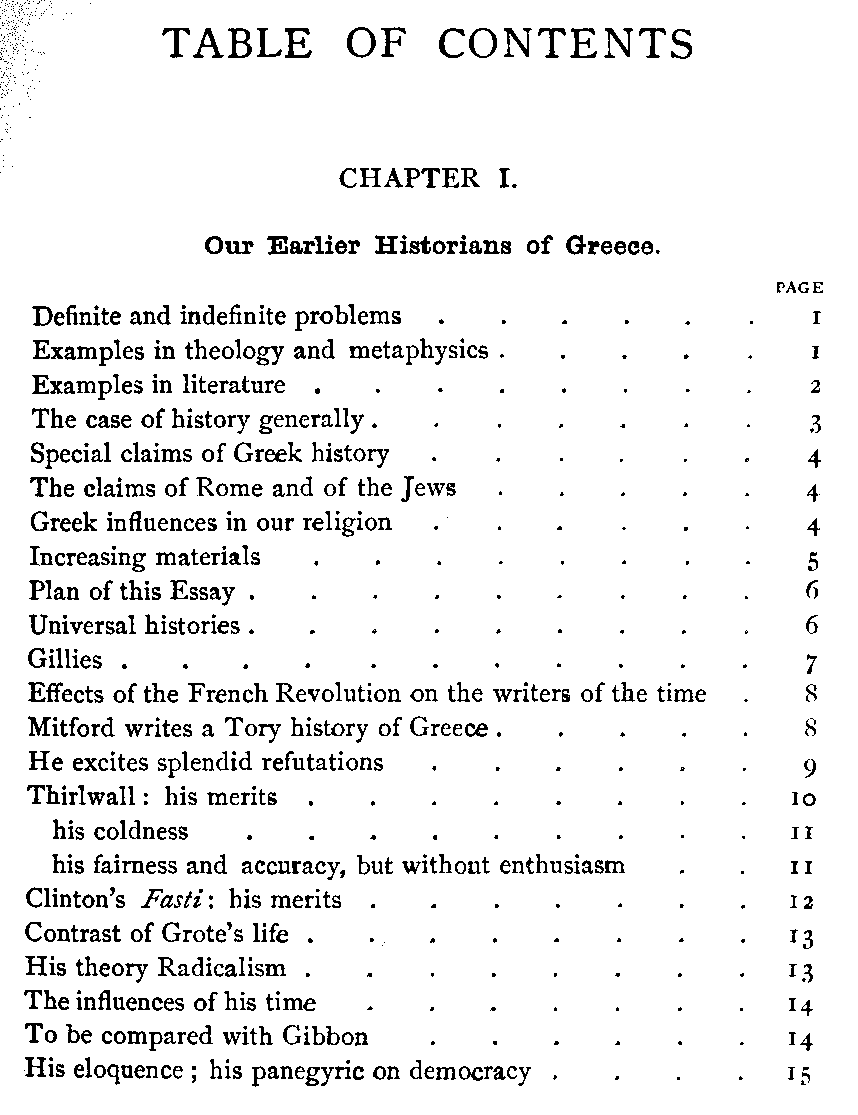 TABLE OF CONTENTS
CHAPTER I.
Our Earlier Historians of Greece.
PAGE
Definite and indefinite problems . . . . . . 1
Examples in theology and metaphysics . . . . . 1
Examples in literature . . . . . . . . 2
The case of history generally . . . . . . . 3
Special claims of Greek history . . . . . . 4
The claims of Rome and of the Jews . . . . . 4
Greek influences in our religion . . . . . . 4
Increasing materials . . . . . . . . 5
Plan of this Essay . . . . . . . . . 6
Universal histories . . . . . . . . . 6
Gillies . . . . . . . . . . . 7
Effects of the French Revolution on the writers of the time . 8
Mitford writes a Tory history of Greece . . . . . 8
He excites splendid refutations . . . . . . 9
Thirlwall : his merits . . . . . . . . 10
his coldness . . . . . . . . . 11
his fairness and accuracy, but without enthusiasm . . 11
Clinton's Fasti : his merits . . . . . . . 12
Contrast of Grote's life . . . . . . . . 13
His theory Radicalism . . . . . . . . 13
The influences of his time . . . . . . . 14
To be compared with Gibbon . . . . . . 14
His eloquence ; his panegyric on democracy . . . . 15